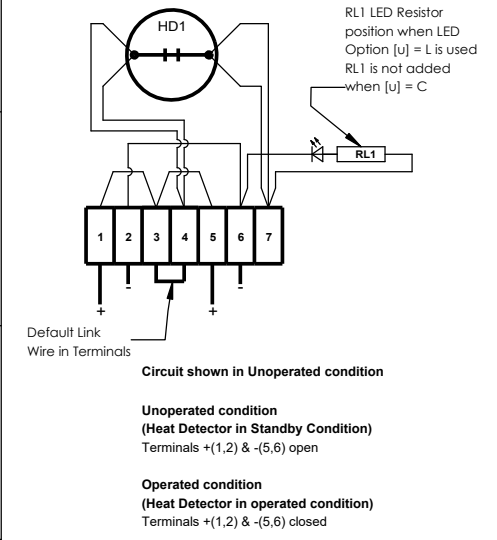 HD1
RL1 LED Resistor
position when LED
Option [u] = L is used
RL1 is not added
when [u] = C
RL1
1 2 3 4 5 6 7
+ - + -
Default Link
Wire in Terminals
Circuit shown in Unoperated condition
Unoperated condition
(Heat Detector in Standby Condition)
Terminals +(1,2) & -(5,6) open
Operated condition
(Heat Detector in operated condition)
Terminals +(1,2) & -(5,6) closed